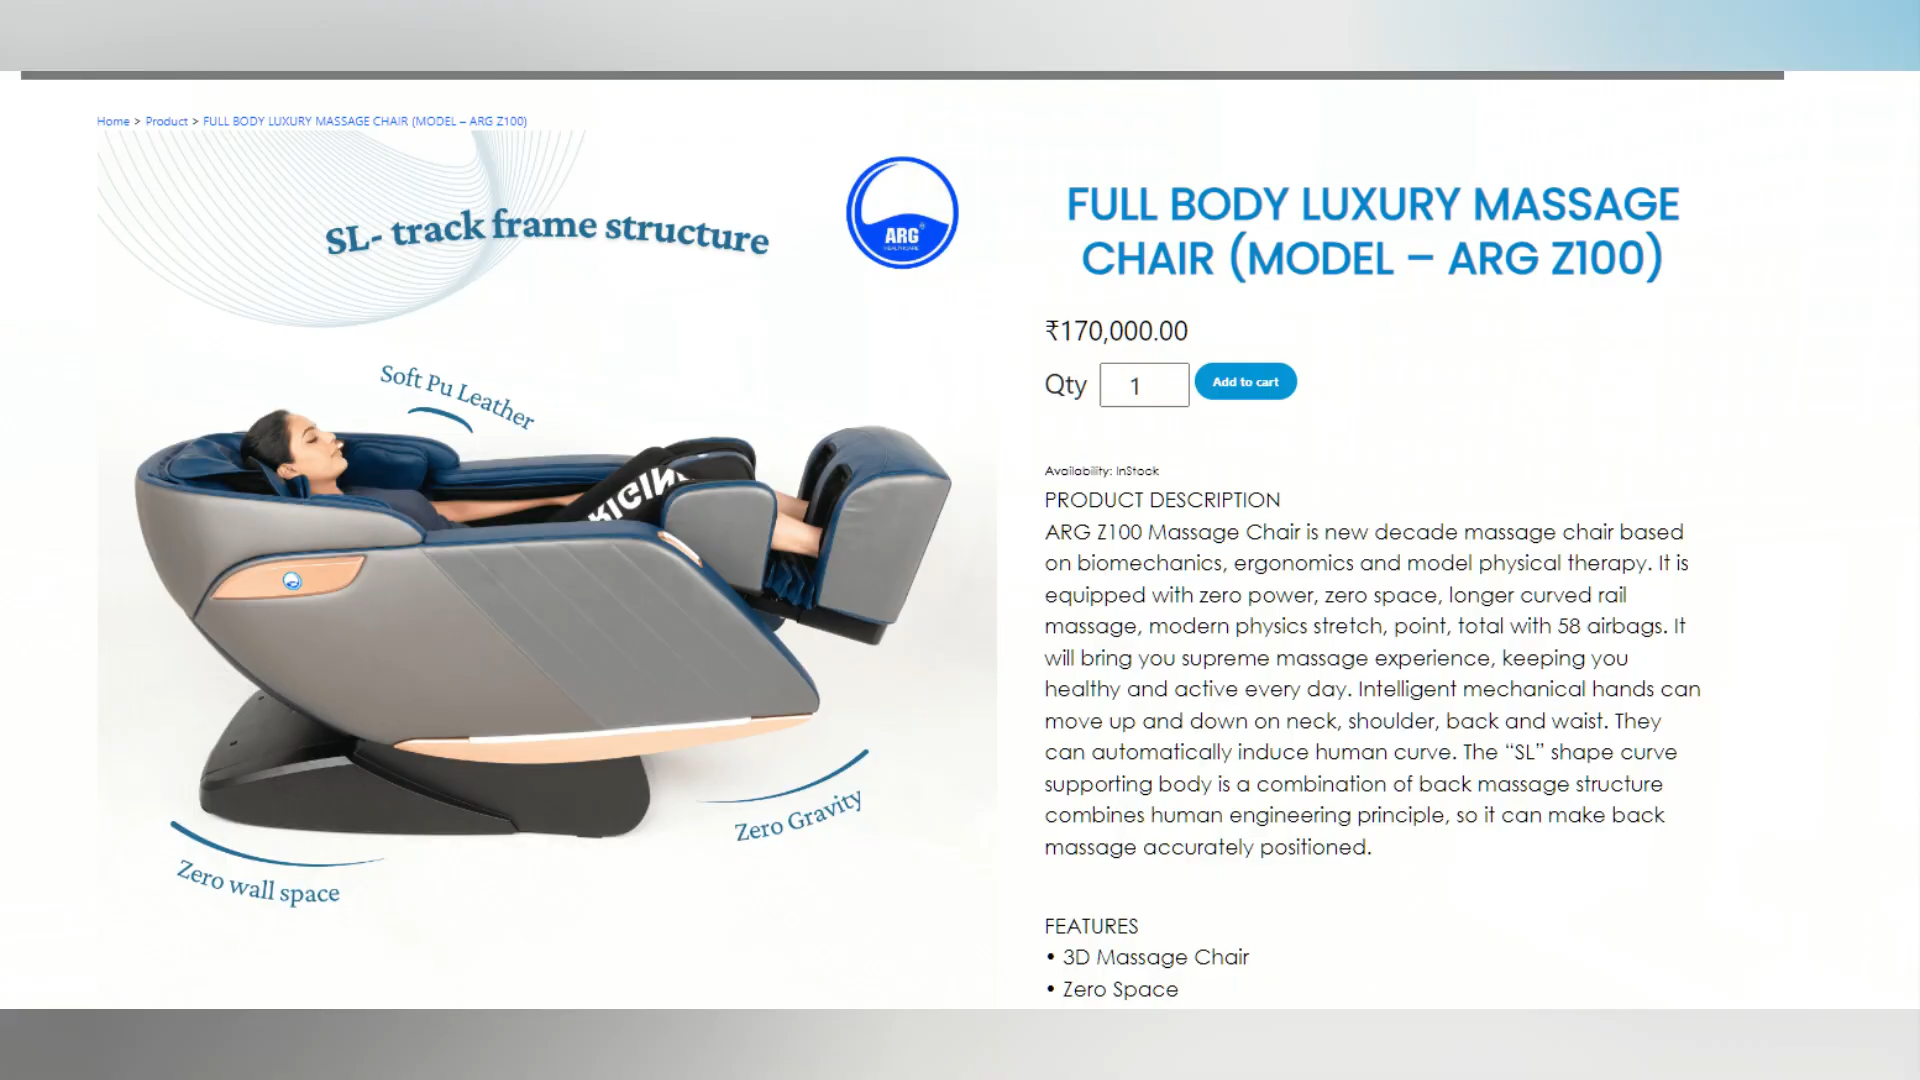 Home > Product > FULL BODY LUXURY MASSAGE CHAIR (MODEL – ARG Z100)
SL- track frame structure
ARG®
HEALTHCARE
Soft Pu Leather
RIGIN
Zero Gravity
Zero wall space
FULL BODY LUXURY MASSAGE
CHAIR (MODEL – ARG Z100)
₹170,000.00
Qty 1 Add to cart
Availability: InStock
PRODUCT DESCRIPTION
ARG Z100 Massage Chair is new decade massage chair based
on biomechanics, ergonomics and model physical therapy. It is
equipped with zero power, zero space, longer curved rail
massage, modern physics stretch, point, total with 58 airbags. It
will bring you supreme massage experience, keeping you
healthy and active every day. Intelligent mechanical hands can
move up and down on neck, shoulder, back and waist. They
can automatically induce human curve. The “SL” shape curve
supporting body is a combination of back massage structure
combines human engineering principle, so it can make back
massage accurately positioned.
FEATURES
• 3D Massage Chair
• Zero Space